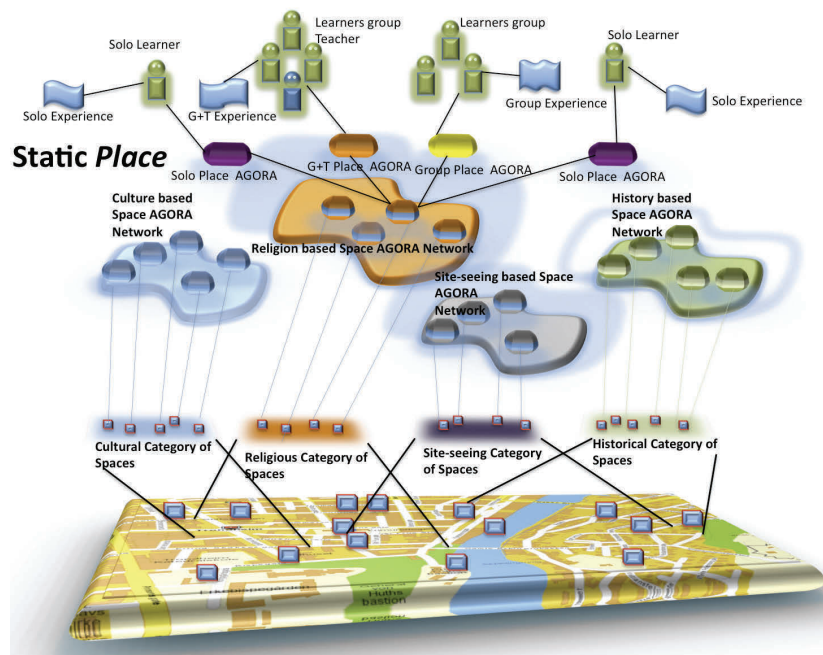 Learners group
Teacher
Learners group
Solo Learner
Solo Learner
Solo Experience
G+T Experience
Group Experience
Solo Experience
Static Place
Solo Place AGORA
G+T Place AGORA
Group Place AGORA
Solo Place AGORA
Culture based
Space AGORA
Network
History based
Space AGORA
Network
Religion based Space AGORA Network
Site-seeing based Space
AGORA
Network
Cultural Category of
Spaces
Religious Category of
Spaces
Site-seeing Category
of Spaces
Historical Category of
Spaces
Huths
bastion